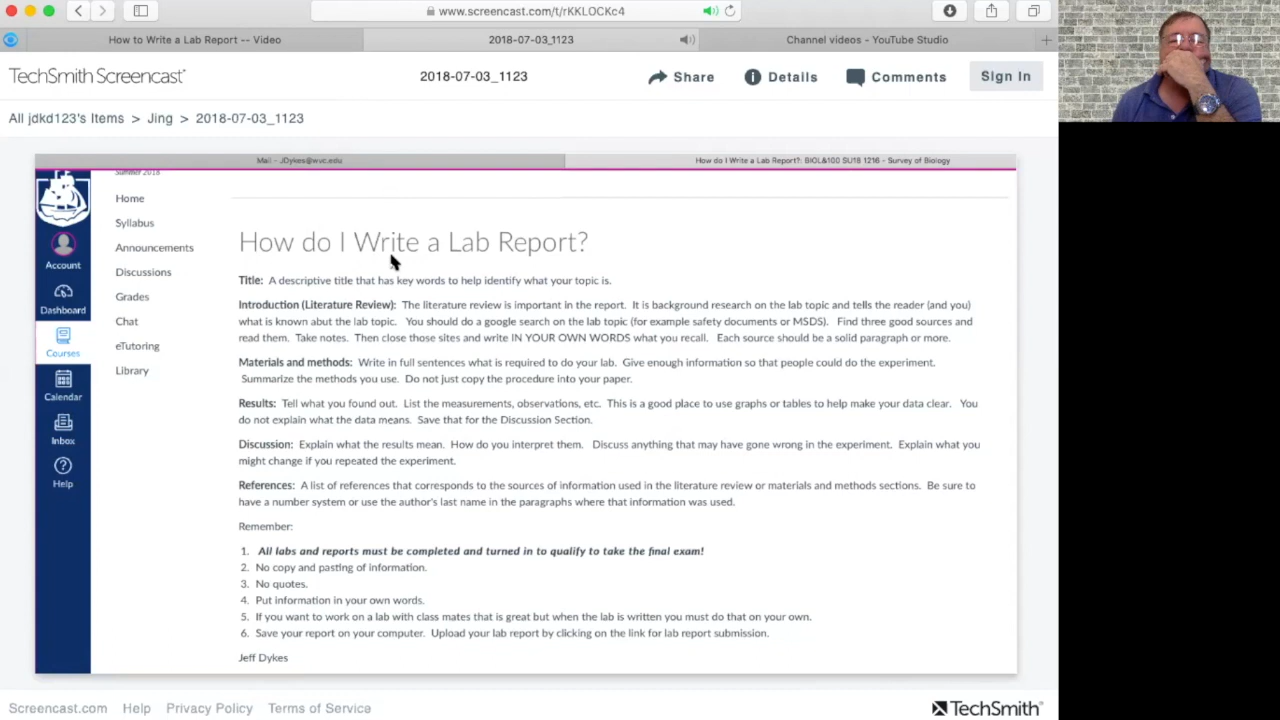 www.screencast.com/t/rKKLOCKc4
How to Write a Lab Report -- Video
2018-07-03_1123
Channel videos - YouTube Studio
TechSmith Screencast
2018-07-03_1123
Share
Details
Comments
Sign In
All jdkd123's Items > Jing > 2018-07-03_1123
Mail - JDykes@wvc.edu
How do I Write a Lab Report?: BIOL&100 SU18 1216 - Survey of Biology
Summer 2018
Home
Syllabus
Announcements
Discussions
Grades
Chat
eTutoring
Library
Account
Dashboard
Courses
Calendar
Inbox
Help
How do I Write a Lab Report?
Title: A descriptive title that has key words to help identify what your topic is.
Introduction (Literature Review): The literature review is important in the report. It is background research on the lab topic and tells the reader (and you)
what is known abut the lab topic. You should do a google search on the lab topic (for example safety documents or MSDS). Find three good sources and
read them. Take notes. Then close those sites and write IN YOUR OWN WORDS what you recall. Each source should be a solid paragraph or more.
Materials and methods: Write in full sentences what is required to do your lab. Give enough information so that people could do the experiment.
Summarize the methods you use. Do not just copy the procedure into your paper.
Results: Tell what you found out. List the measurements, observations, etc. This is a good place to use graphs or tables to help make your data clear. You
do not explain what the data means. Save that for the Discussion Section.
Discussion: Explain what the results mean. How do you interpret them. Discuss anything that may have gone wrong in the experiment. Explain what you
might change if you repeated the experiment.
References: A list of references that corresponds to the sources of information used in the literature review or materials and methods sections. Be sure to
have a number system or use the author's last name in the paragraphs where that information was used.
Remember:
1. All labs and reports must be completed and turned in to qualify to take the final exam!
2. No copy and pasting of information.
3. No quotes.
4. Put information in your own words.
5. If you want to work on a lab with class mates that is great but when the lab is written you must do that on your own.
6. Save your report on your computer. Upload your lab report by clicking on the link for lab report submission.
Jeff Dykes
Screencast.com
Help
Privacy Policy
Terms of Service
TechSmith